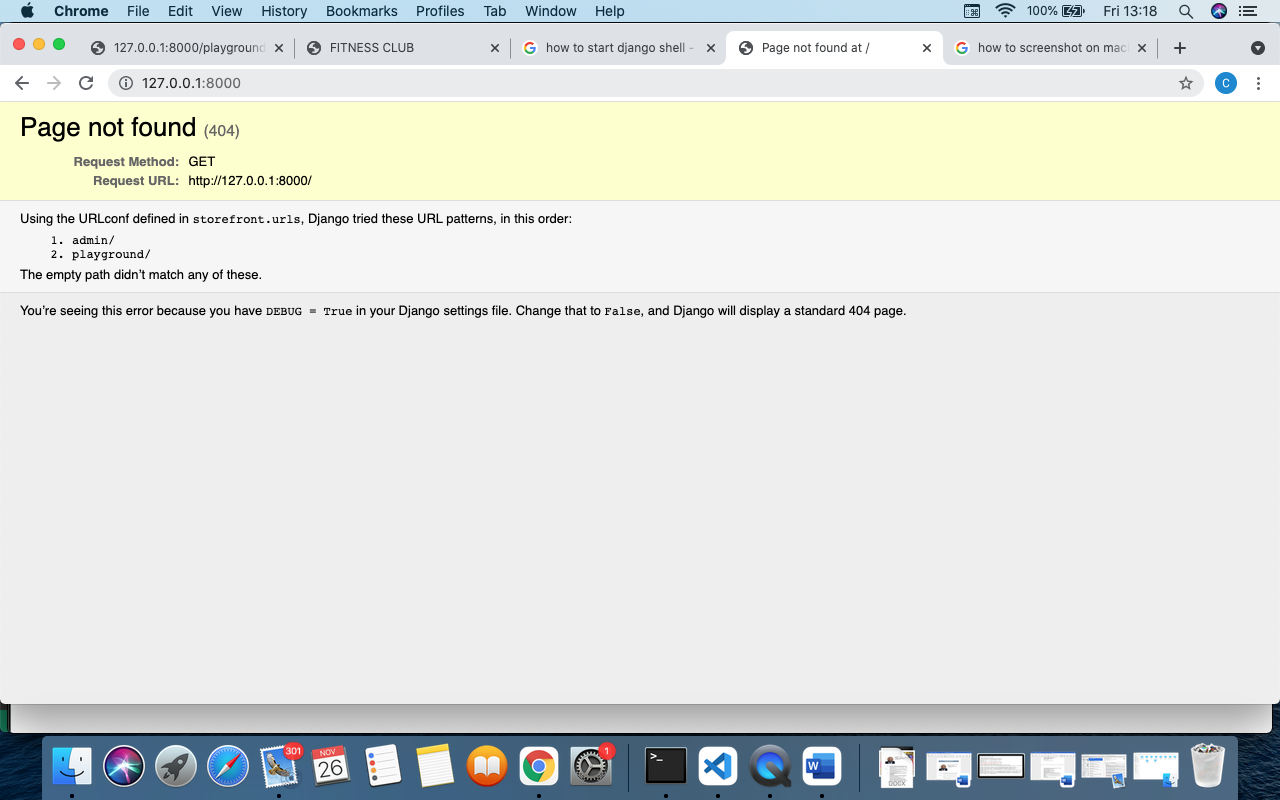 Chrome File Edit View History Bookmarks Profiles Tab Window Help 100% Fri 13:18
127.0.0.1:8000/playground FITNESS CLUB how to start django shell - Page not found at / how to screenshot on mac
127.0.0.1:8000 C
Page not found (404)
Request Method: GET
Request URL: http://127.0.0.1:8000/
Using the URLconf defined in storefront.urls, Django tried these URL patterns, in this order:
1. admin/
2. playground/
The empty path didn't match any of these.
You're seeing this error because you have DEBUG = True in your Django settings file. Change that to False, and Django will display a standard 404 page.
301 NOV 26 1 >_ W DOCX